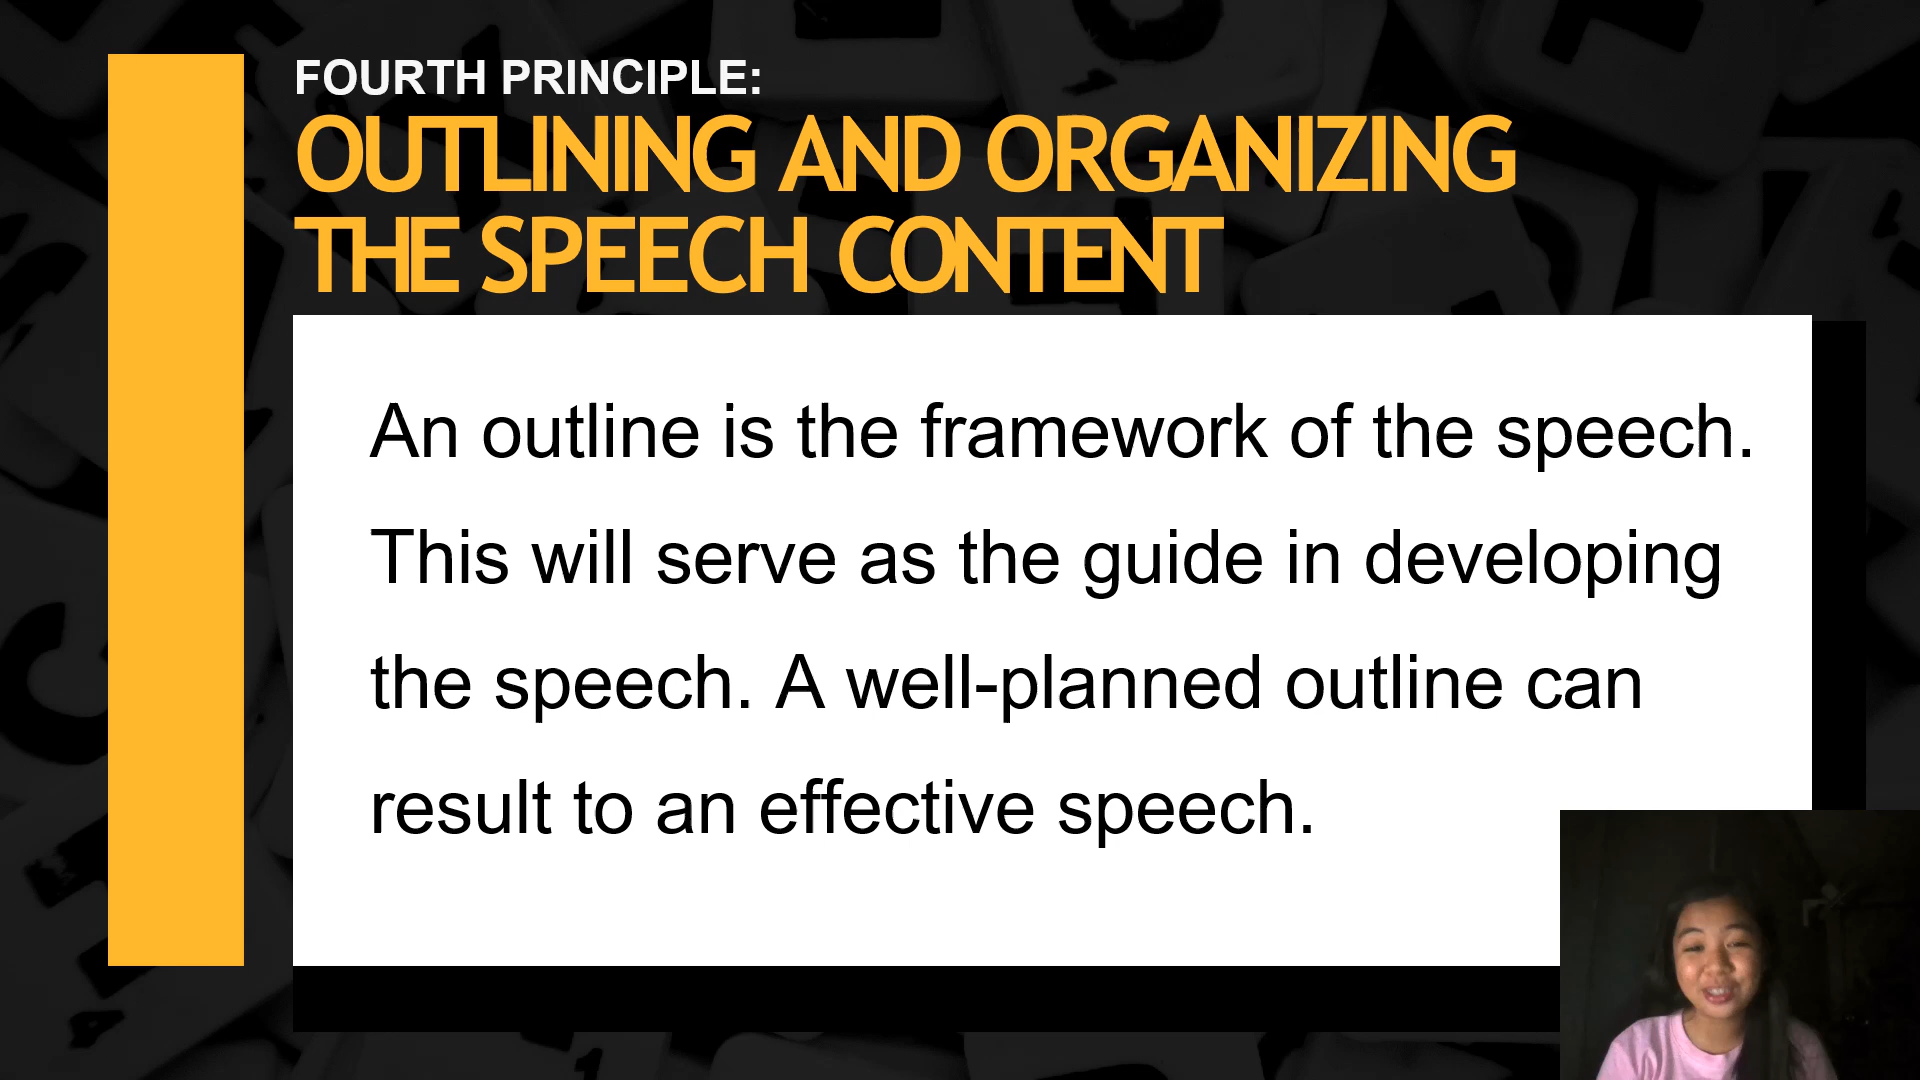 FOURTH PRINCIPLE:
OUTLINING AND ORGANIZING
THE SPEECH CONTENT
An outline is the framework of the speech.
This will serve as the guide in developing
the speech. A well-planned outline can
result to an effective speech.